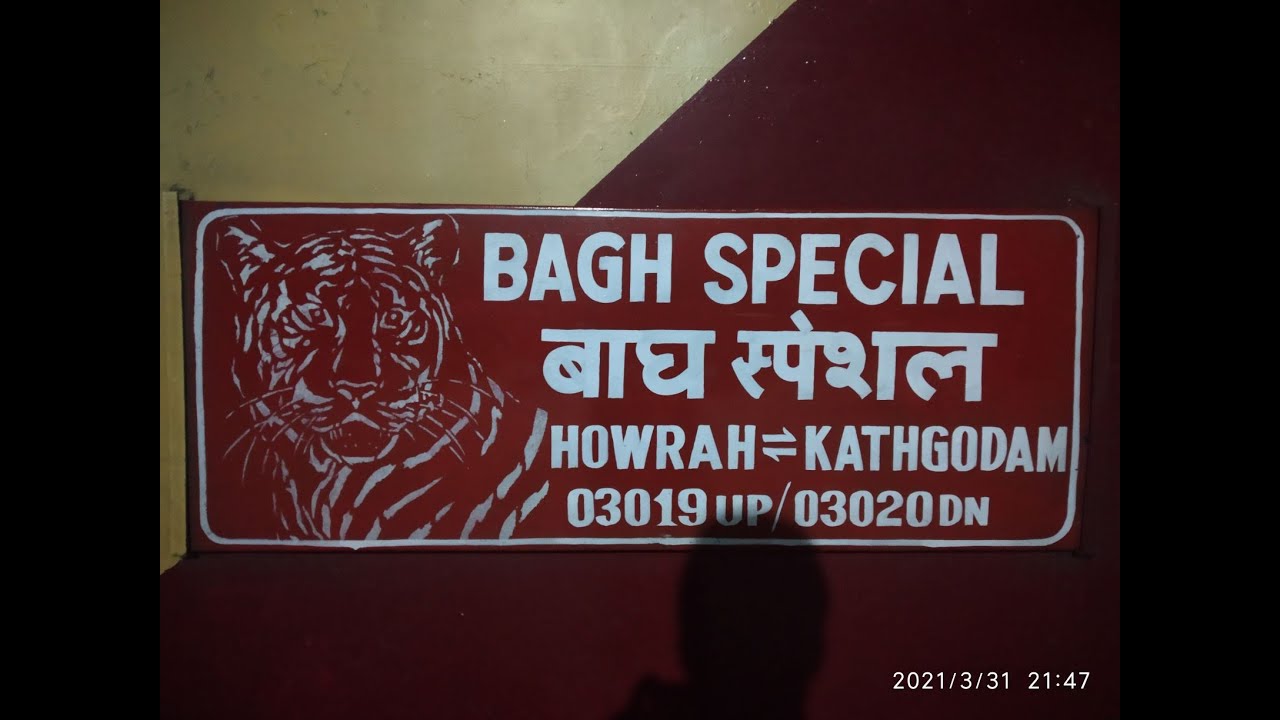 BAGH SPECIAL
बाघ स्पेशल
HOWRAH ⇌ KATHGODAM
03019 UP/03020 DN
2021/3/31 21:47